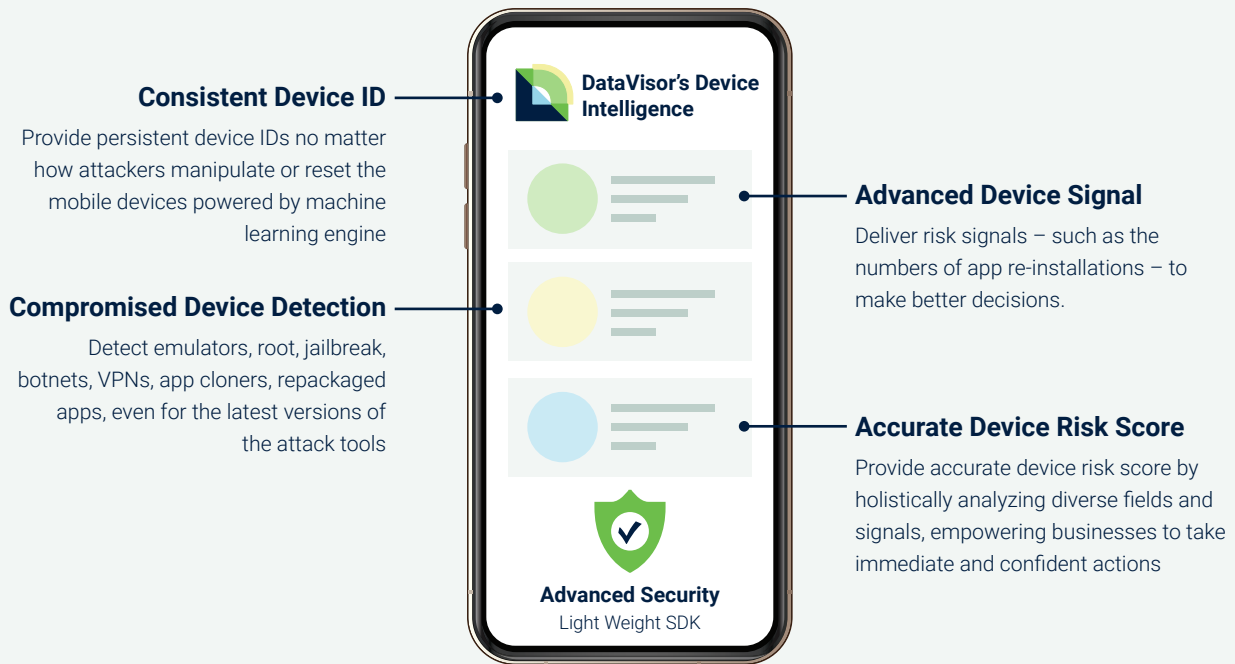 Consistent Device ID
Provide persistent device IDs no matter
how attackers manipulate or reset the
mobile devices powered by machine
learning engine
Compromised Device Detection
Detect emulators, root, jailbreak,
botnets, VPNs, app cloners, repackaged
apps, even for the latest versions of
the attack tools
DataVisor’s Device
Intelligence
Advanced Security
Light Weight SDK
Advanced Device Signal
Deliver risk signals – such as the
numbers of app re-installations – to
make better decisions.
Accurate Device Risk Score
Provide accurate device risk score by
holistically analyzing diverse fields and
signals, empowering businesses to take
immediate and confident actions